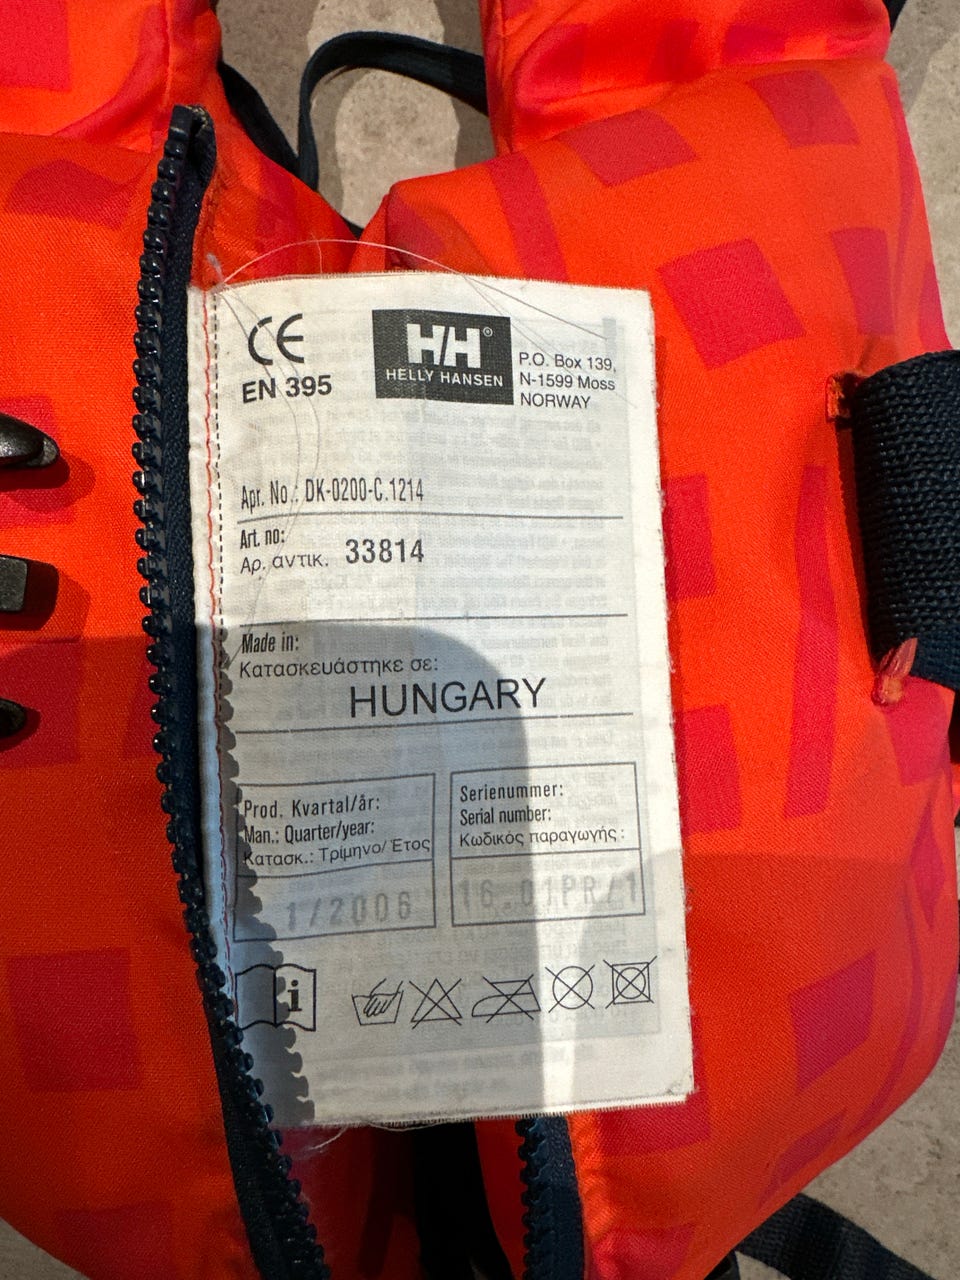 CE
EN 395
HH®
HELLY HANSEN
P.O. Box 139,
N-1599 Moss
NORWAY
Apr. No.: DK-0200-C.1214
Art. no:
Αρ. αντικ. 33814
Made in:
Κατασκευάστηκε σε:
HUNGARY
Prod. Kvartal/år:
Man.: Quarter/year:
Κατασκ.: Τρίμηνο/ Έτος
1/2006
Serienummer:
Serial number:
Κωδικός παραγωγής :
16.01PR/1
i